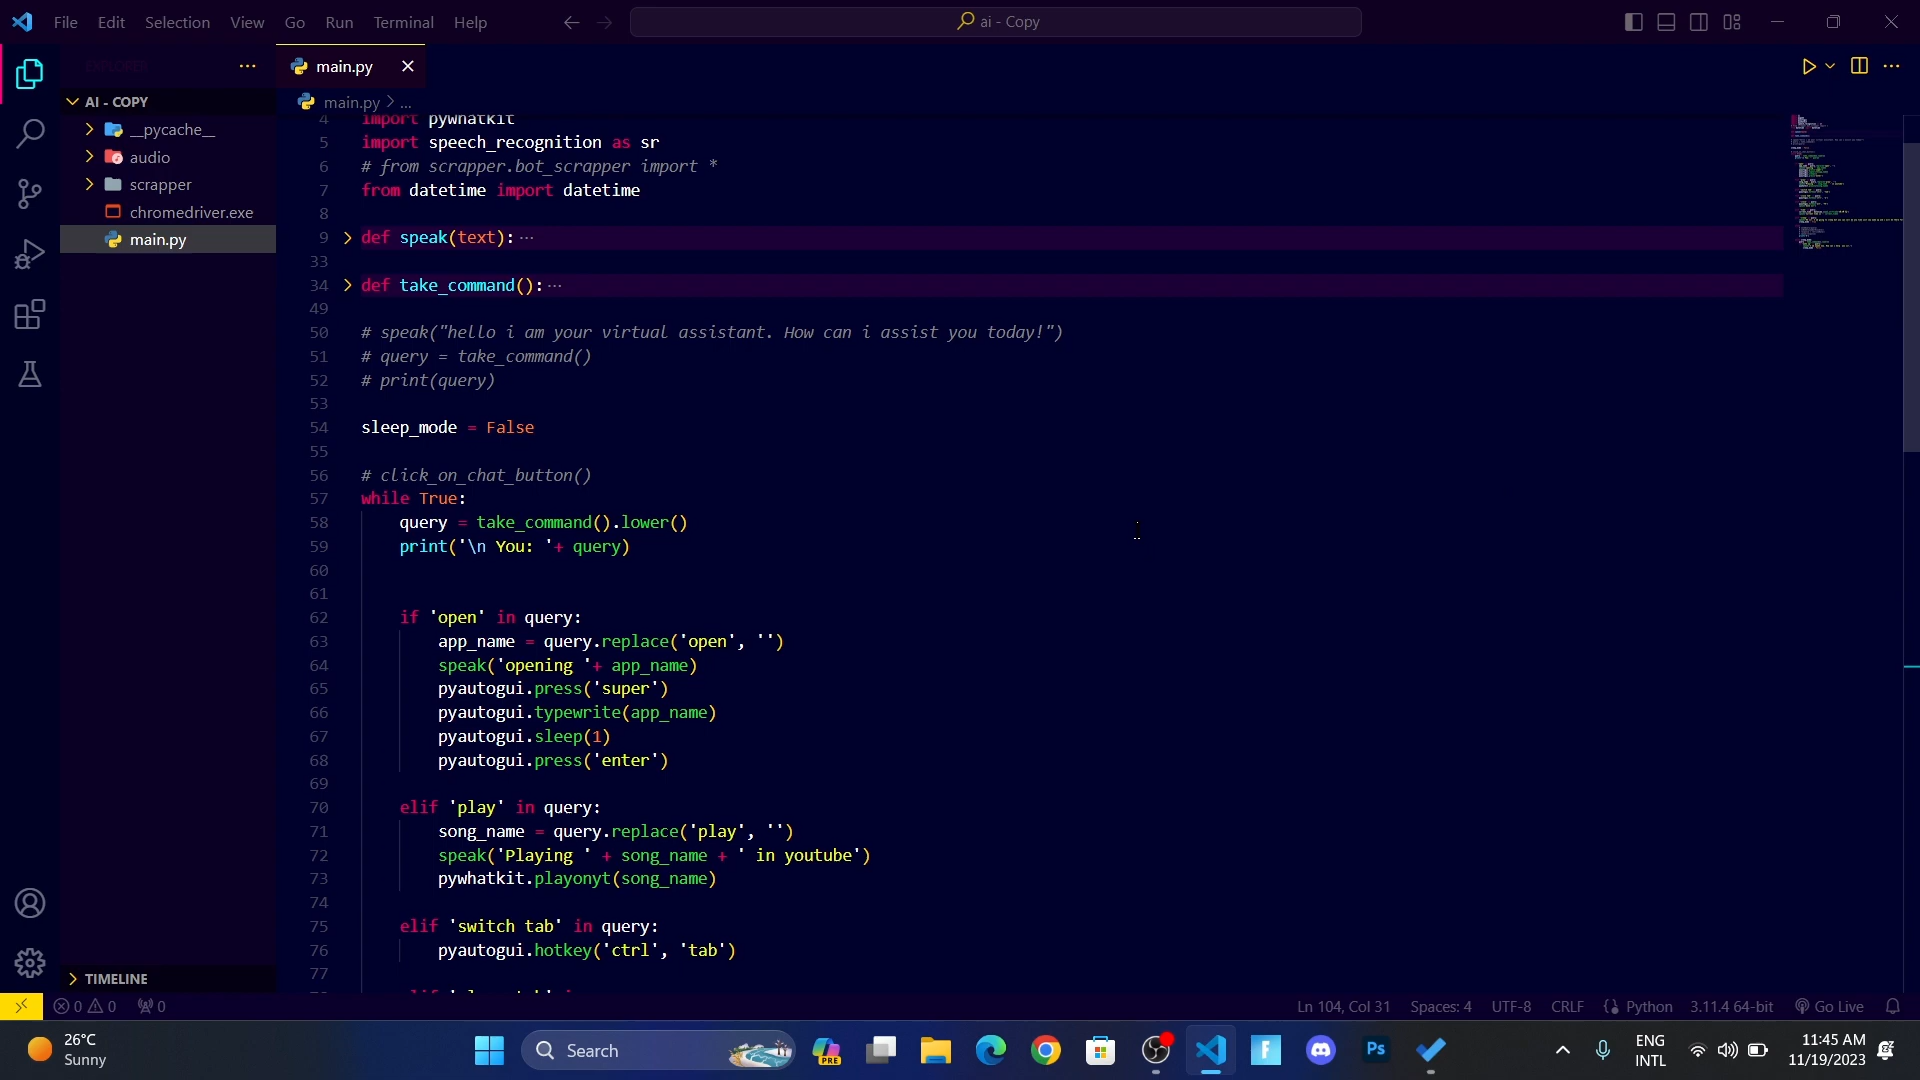 File Edit Selection View Go Run Terminal Help
ai - Copy
EXPLORER
main.py
AI - COPY
__pycache__
audio
scrapper
chromedriver.exe
main.py
TIMELINE
main.py > ...
4 import pywhatkit
5 import speech_recognition as sr
6 # from scrapper.bot_scrapper import *
7 from datetime import datetime
8
9 def speak(text): ...
33
34 def take_command(): ...
49
50 # speak("hello i am your virtual assistant. How can i assist you today!")
51 # query = take_command()
52 # print(query)
53
54 sleep_mode = False
55
56 # click_on_chat_button()
57 while True:
58 query = take_command().lower()
59 print('\n You: '+ query)
60
61
62 if 'open' in query:
63 app_name = query.replace('open', '')
64 speak('opening '+ app_name)
65 pyautogui.press('super')
66 pyautogui.typewrite(app_name)
67 pyautogui.sleep(1)
68 pyautogui.press('enter')
69
70 elif 'play' in query:
71 song_name = query.replace('play', '')
72 speak('Playing ' + song_name + ' in youtube')
73 pywhatkit.playonyt(song_name)
74
75 elif 'switch tab' in query:
76 pyautogui.hotkey('ctrl', 'tab')
77
0 0 0
Ln 104, Col 31 Spaces: 4 UTF-8 CRLF Python 3.11.4 64-bit Go Live
26°C
Sunny
Search
PRE
F
Ps
ENG
INTL
11:45 AM
11/19/2023